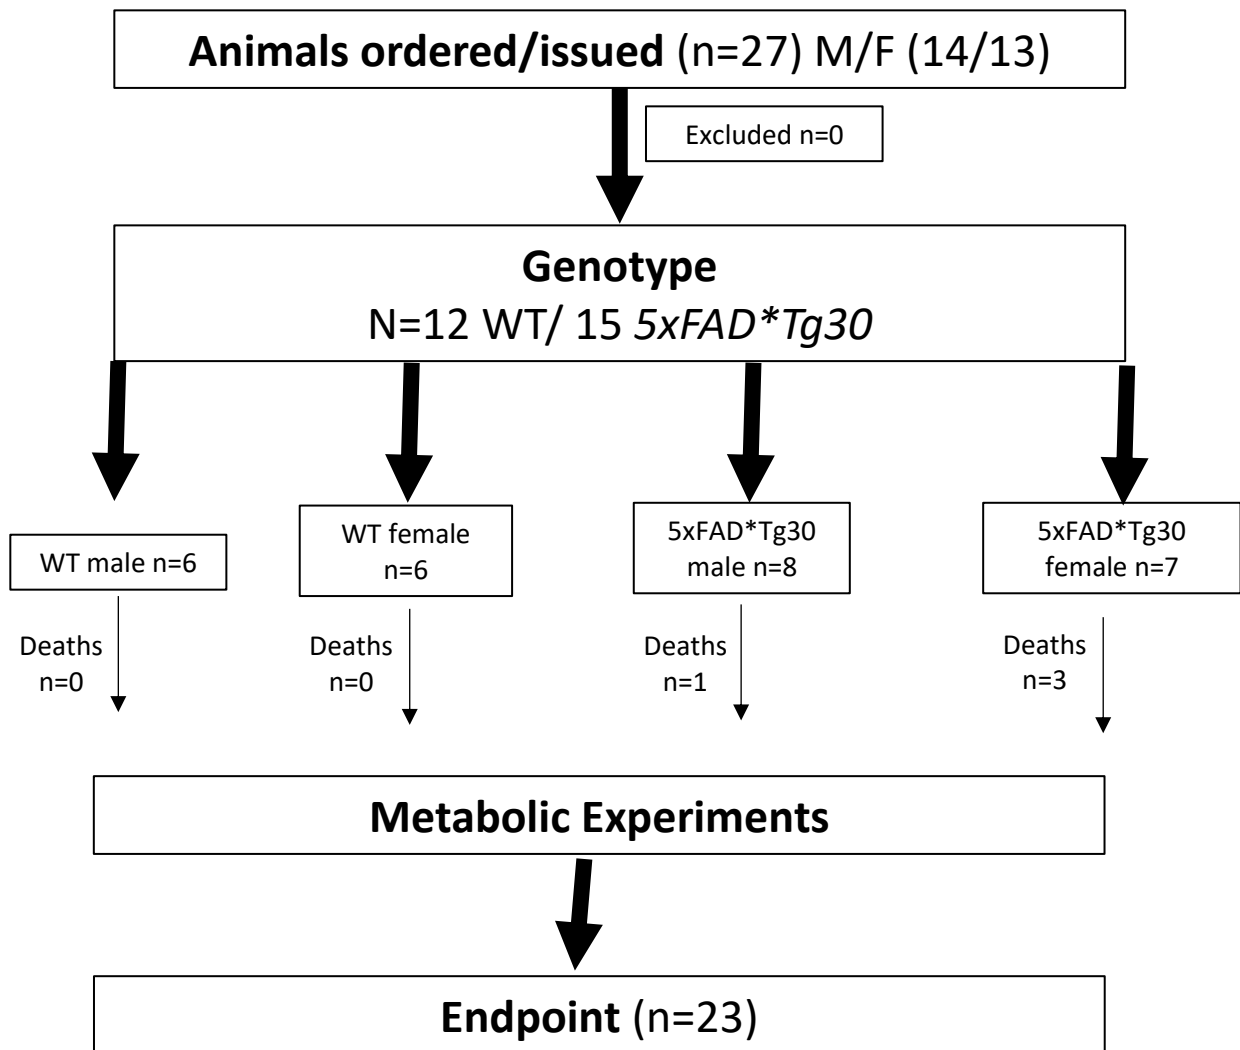 Animals ordered/issued (n=27) M/F (14/13)
Excluded n=0
Genotype
N=12 WT/ 15 5xFAD*Tg30
WT male n=6
WT female
n=6
5xFAD*Tg30
male n=8
5xFAD*Tg30
female n=7
Deaths
n=0
Deaths
n=0
Deaths
n=1
Deaths
n=3
Metabolic Experiments
Endpoint (n=23)